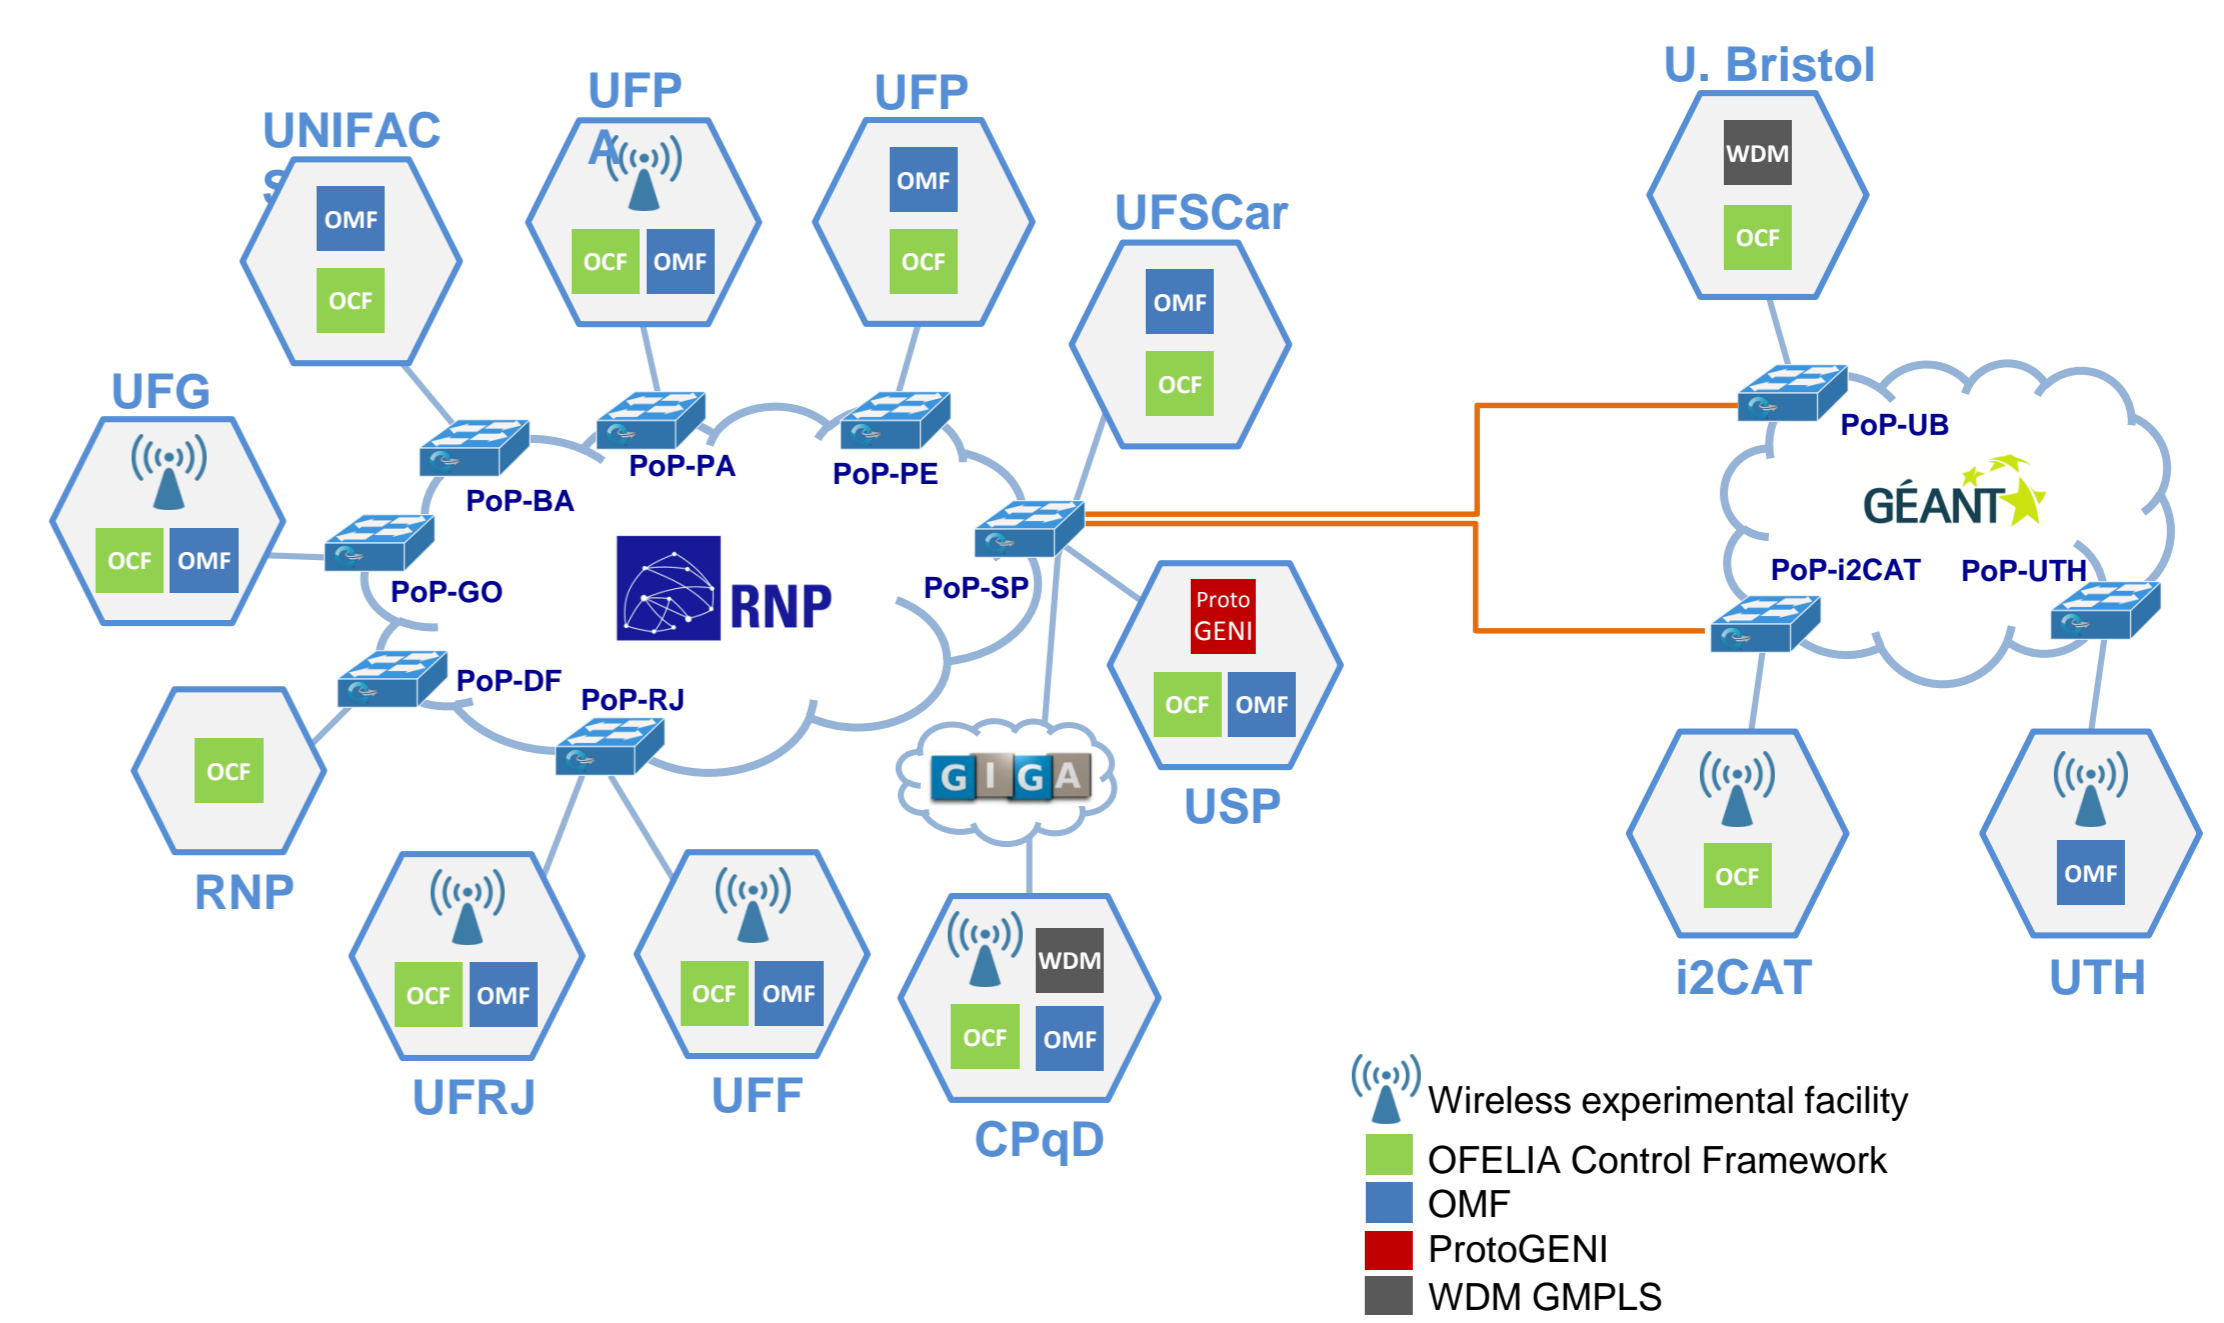 U. Bristol
WDM
OCF
UFP
A
OCF
OMF
UFP
OMF
OCF
UNIFAC
S
OMF
OCF
UFSCar
OMF
OCF
UFG
OCF
OMF
PoP-BA
PoP-PA
PoP-PE
PoP-UB
GÉANT
PoP-GO
RNP
PoP-SP
PoP-i2CAT
PoP-UTH
Proto
GENI
OCF
OMF
USP
PoP-DF
PoP-RJ
OCF
RNP
GIGA
OCF
i2CAT
OMF
UTH
OCF
OMF
UFRJ
OCF
OMF
UFF
WDM
OCF
OMF
CPqD
Wireless experimental facility
OFELIA Control Framework
OMF
ProtoGENI
WDM GMPLS